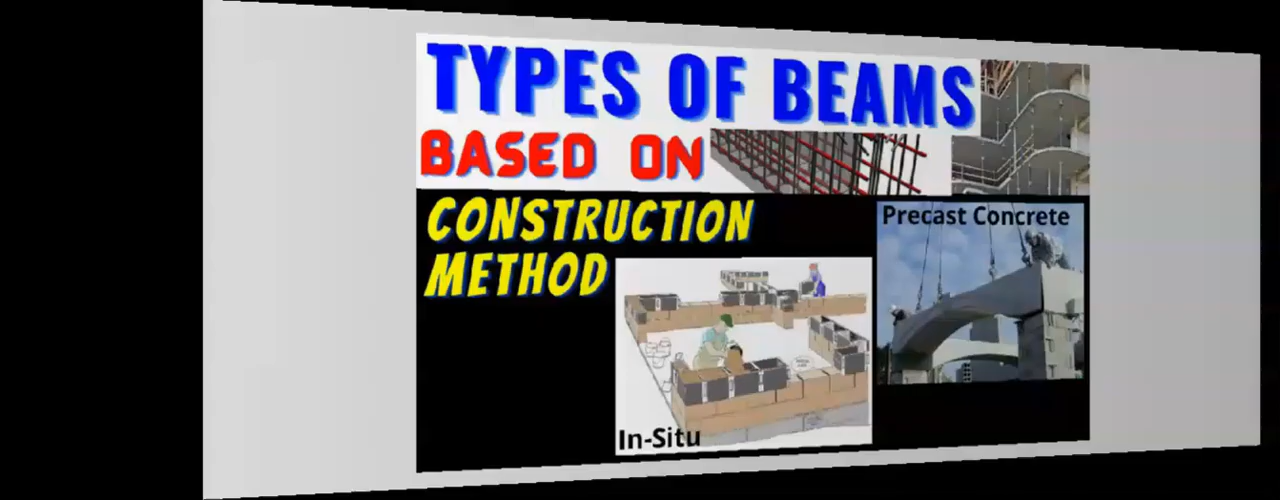 TYPES OF BEAMS
BASED ON
CONSTRUCTION
METHOD
Precast Concrete
In-Situ